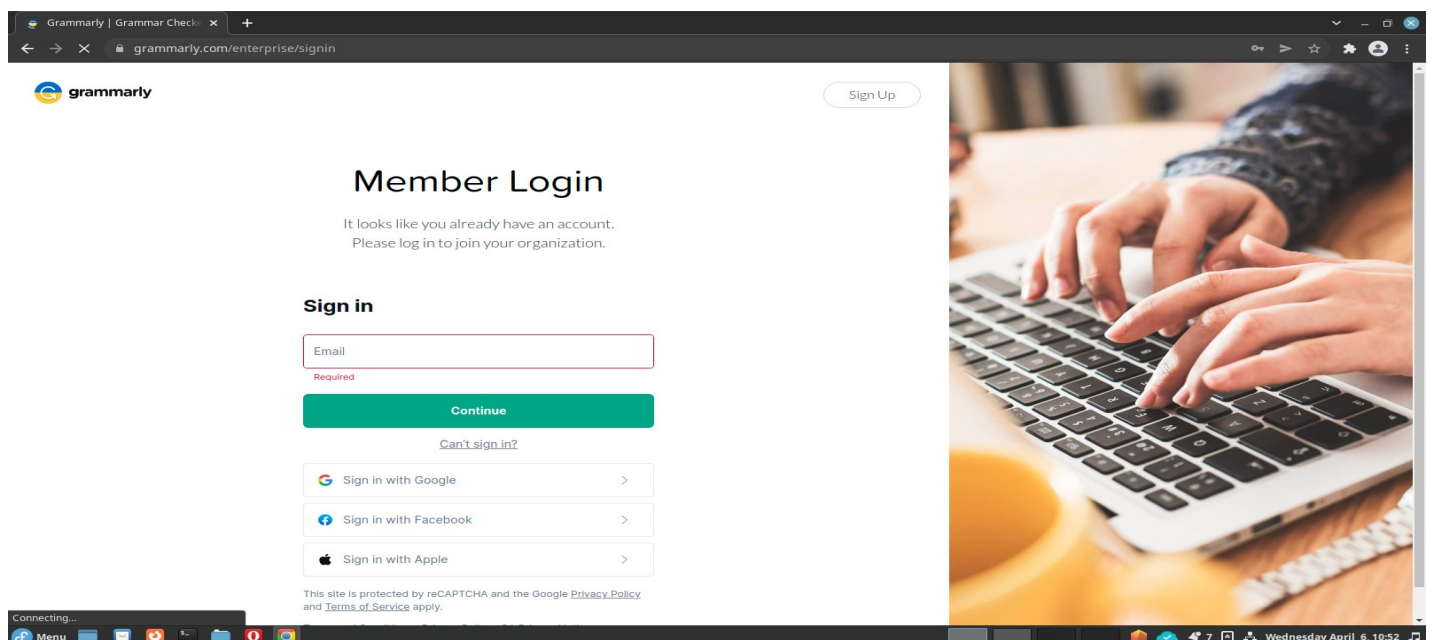 Grammarly | Grammar Checke
grammarly.com/enterprise/signin
grammarly
Sign Up
Member Login
It looks like you already have an account.
Please log in to join your organization.
Sign in
Email
Required
Continue
Can't sign in?
Sign in with Google
Sign in with Facebook
Sign in with Apple
This site is protected by reCAPTCHA and the Google Privacy Policy
and Terms of Service apply.
Connecting...
Menu
7
Wednesday April 6, 10:52